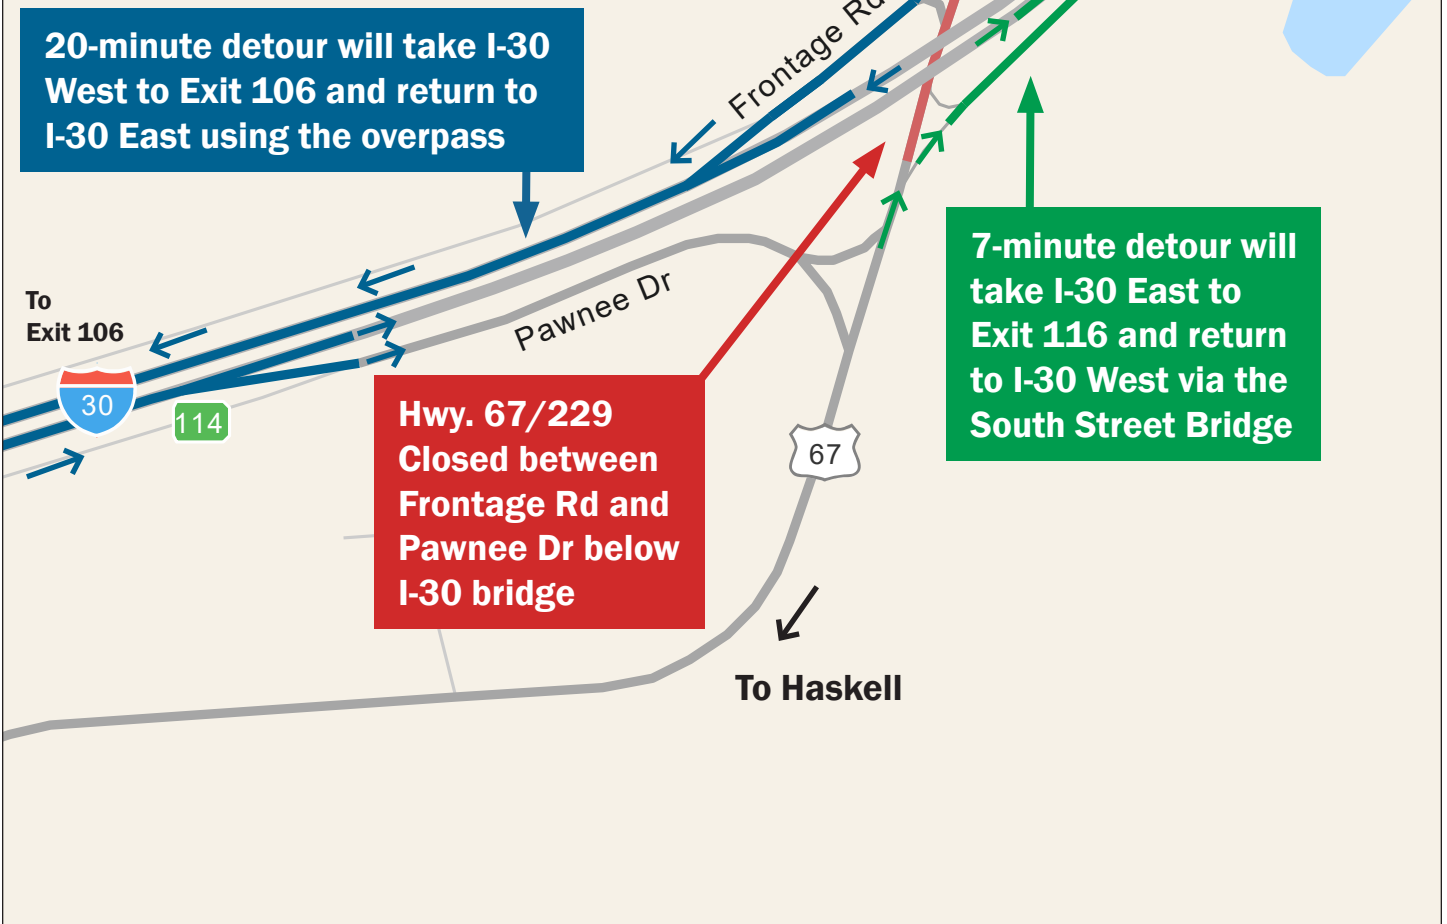 20-minute detour will take I-30
West to Exit 106 and return to
I-30 East using the overpass
Frontage Rd
7-minute detour will
take I-30 East to
Exit 116 and return
to I-30 West via the
South Street Bridge
To
Exit 106
Pawnee Dr
30
114
Hwy. 67/229
Closed between
Frontage Rd and
Pawnee Dr below
I-30 bridge
67
To Haskell